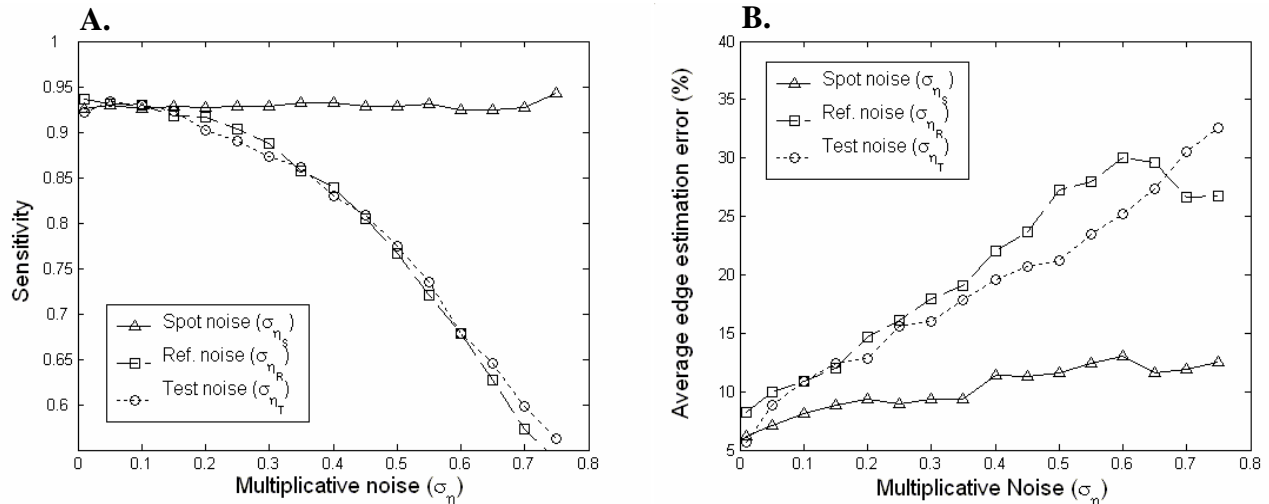 A.
1
0.95
0.9
0.85
0.8
0.75
0.7
0.65
0.6
Sensitivity
Spot noise (σηS)
Ref. noise (σηR)
Test noise (σηT)
0 0.1 0.2 0.3 0.4 0.5 0.6 0.7 0.8
Multiplicative noise (ση)
B.
40
35
30
25
20
15
10
5
Average edge estimation error (%)
Spot noise (σηS)
Ref. noise (σηR)
Test noise (σηT)
0 0.1 0.2 0.3 0.4 0.5 0.6 0.7 0.8
Multiplicative Noise (ση)